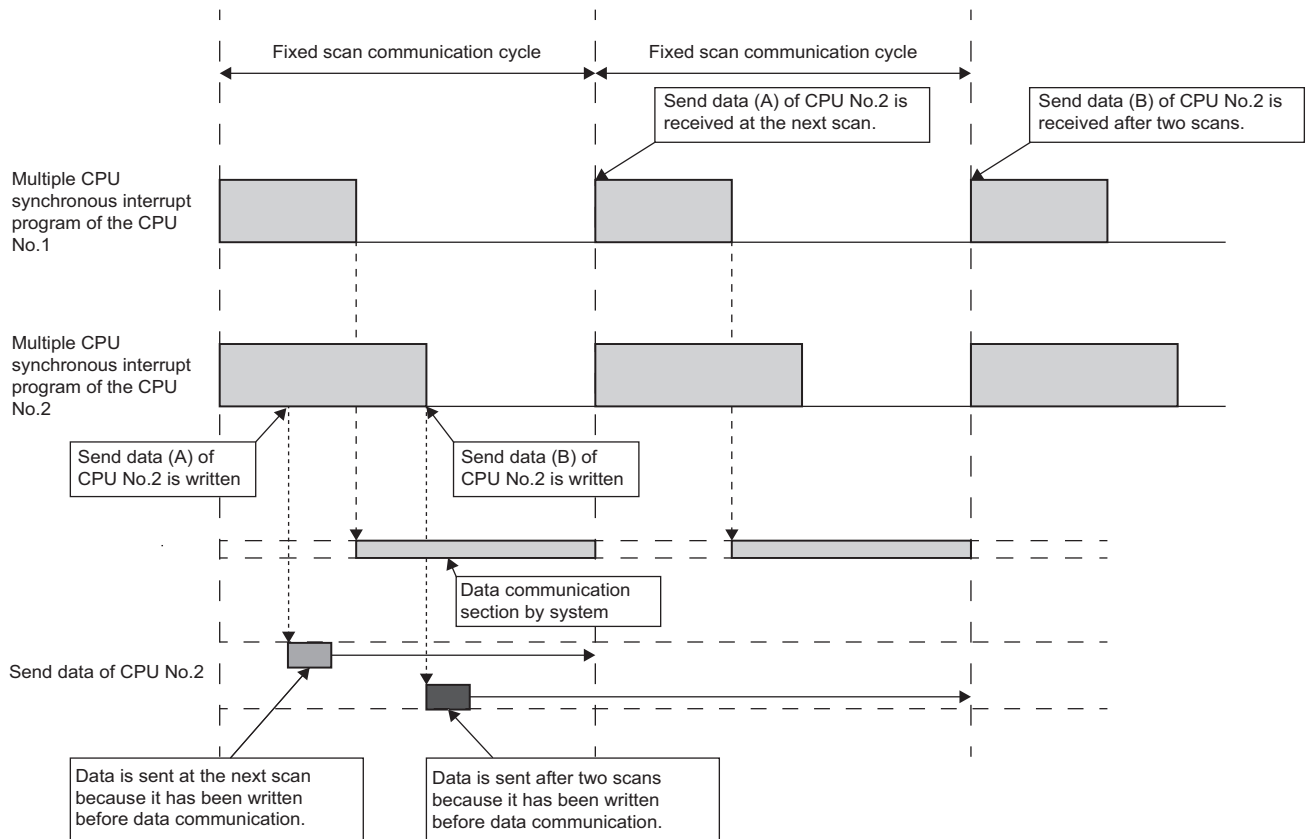 Fixed scan communication cycle
Fixed scan communication cycle
Send data (A) of CPU No.2 is
received at the next scan.
Send data (B) of CPU No.2 is
received after two scans.
Multiple CPU
synchronous interrupt
program of the CPU
No.1
Multiple CPU
synchronous interrupt
program of the CPU
No.2
Send data (A) of
CPU No.2 is written
Send data (B) of
CPU No.2 is written
Data communication
section by system
Send data of CPU No.2
Data is sent at the next scan
because it has been written
before data communication.
Data is sent after two scans
because it has been written
before data communication.